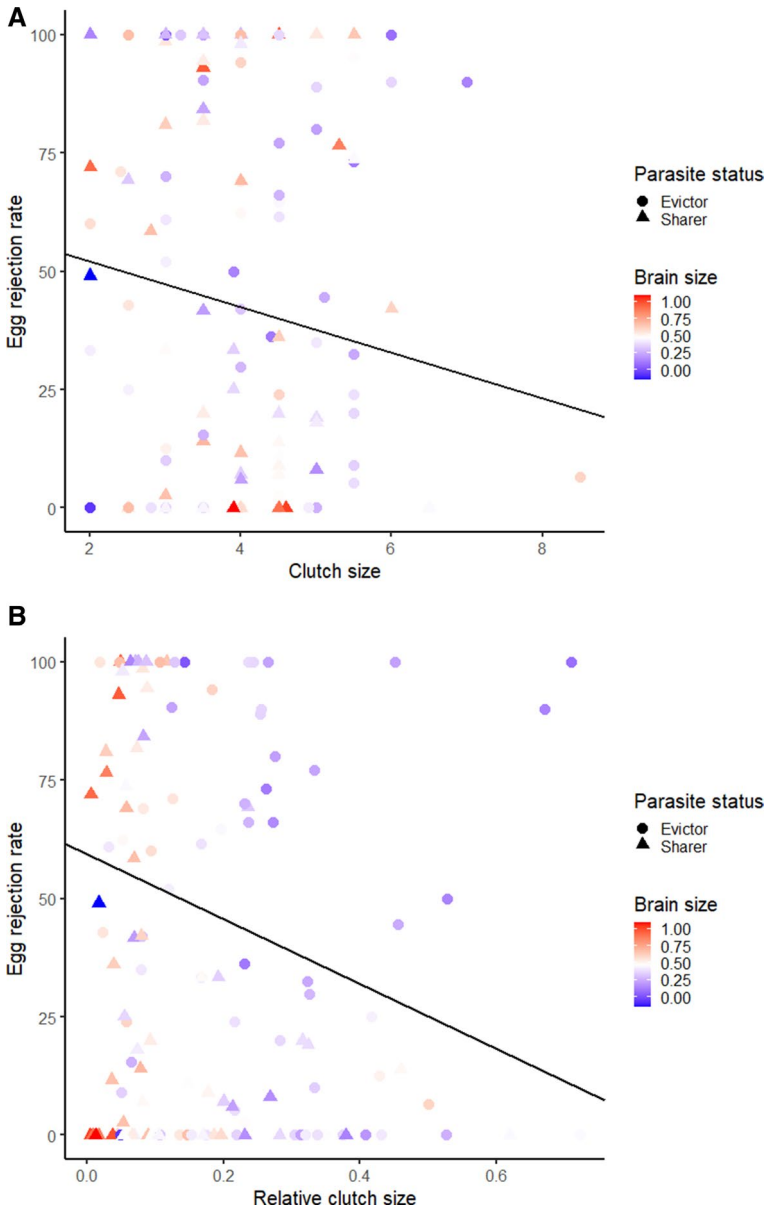 A
Egg rejection rate
100
75
50
25
0
2 4 6 8
Clutch size
Parasite status
Evictor
Sharer
Brain size
1.00
0.75
0.50
0.25
0.00
B
Egg rejection rate
100
75
50
25
0
0.0 0.2 0.4 0.6
Relative clutch size
Parasite status
Evictor
Sharer
Brain size
1.00
0.75
0.50
0.25
0.00